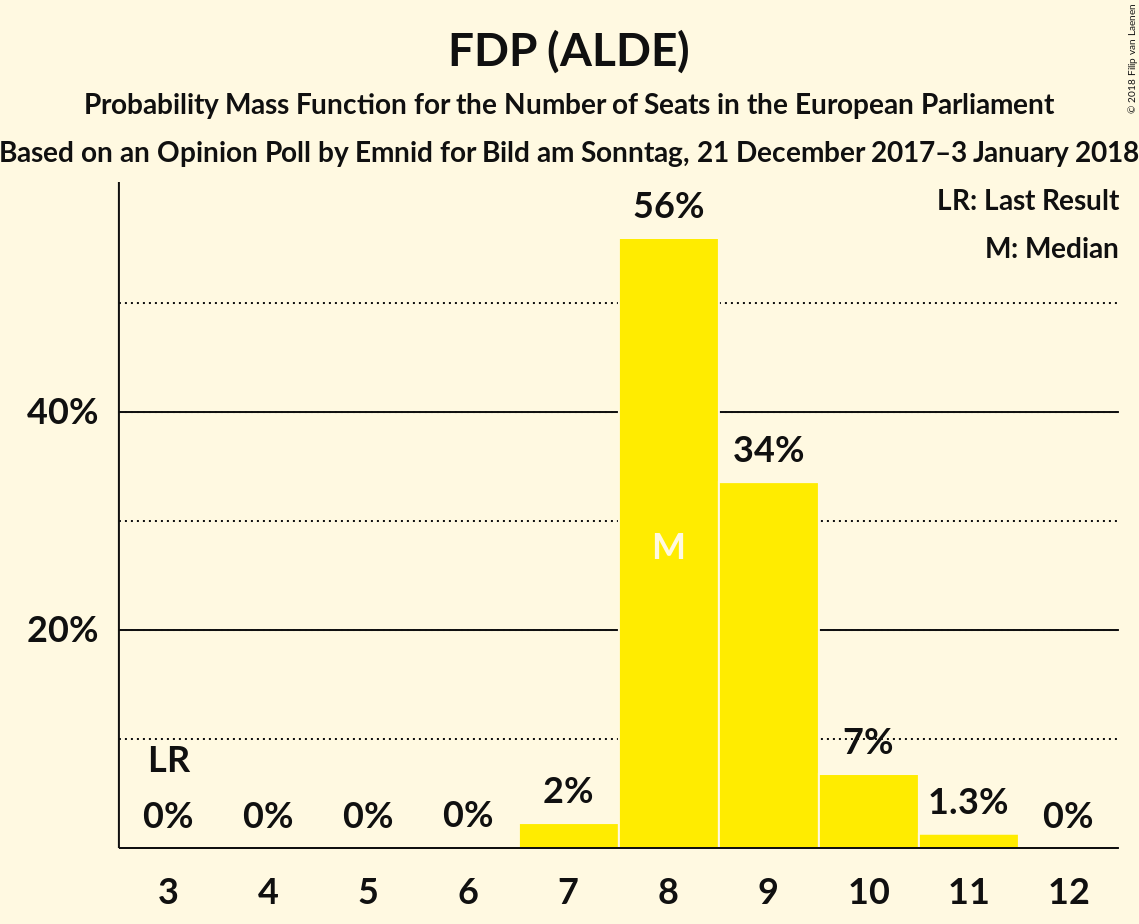 FDP (ALDE)
Probability Mass Function for the Number of Seats in the European Parliament
Based on an Opinion Poll by Emnid for Bild am Sonntag, 21 December 2017–3 January 2018
© 2018 Filip van Laenen
LR: Last Result
M: Median
56%
40%
34%
M
20%
LR
7%
0% 0% 0% 0% 2% 1.3% 0%
3 4 5 6 7 8 9 10 11 12